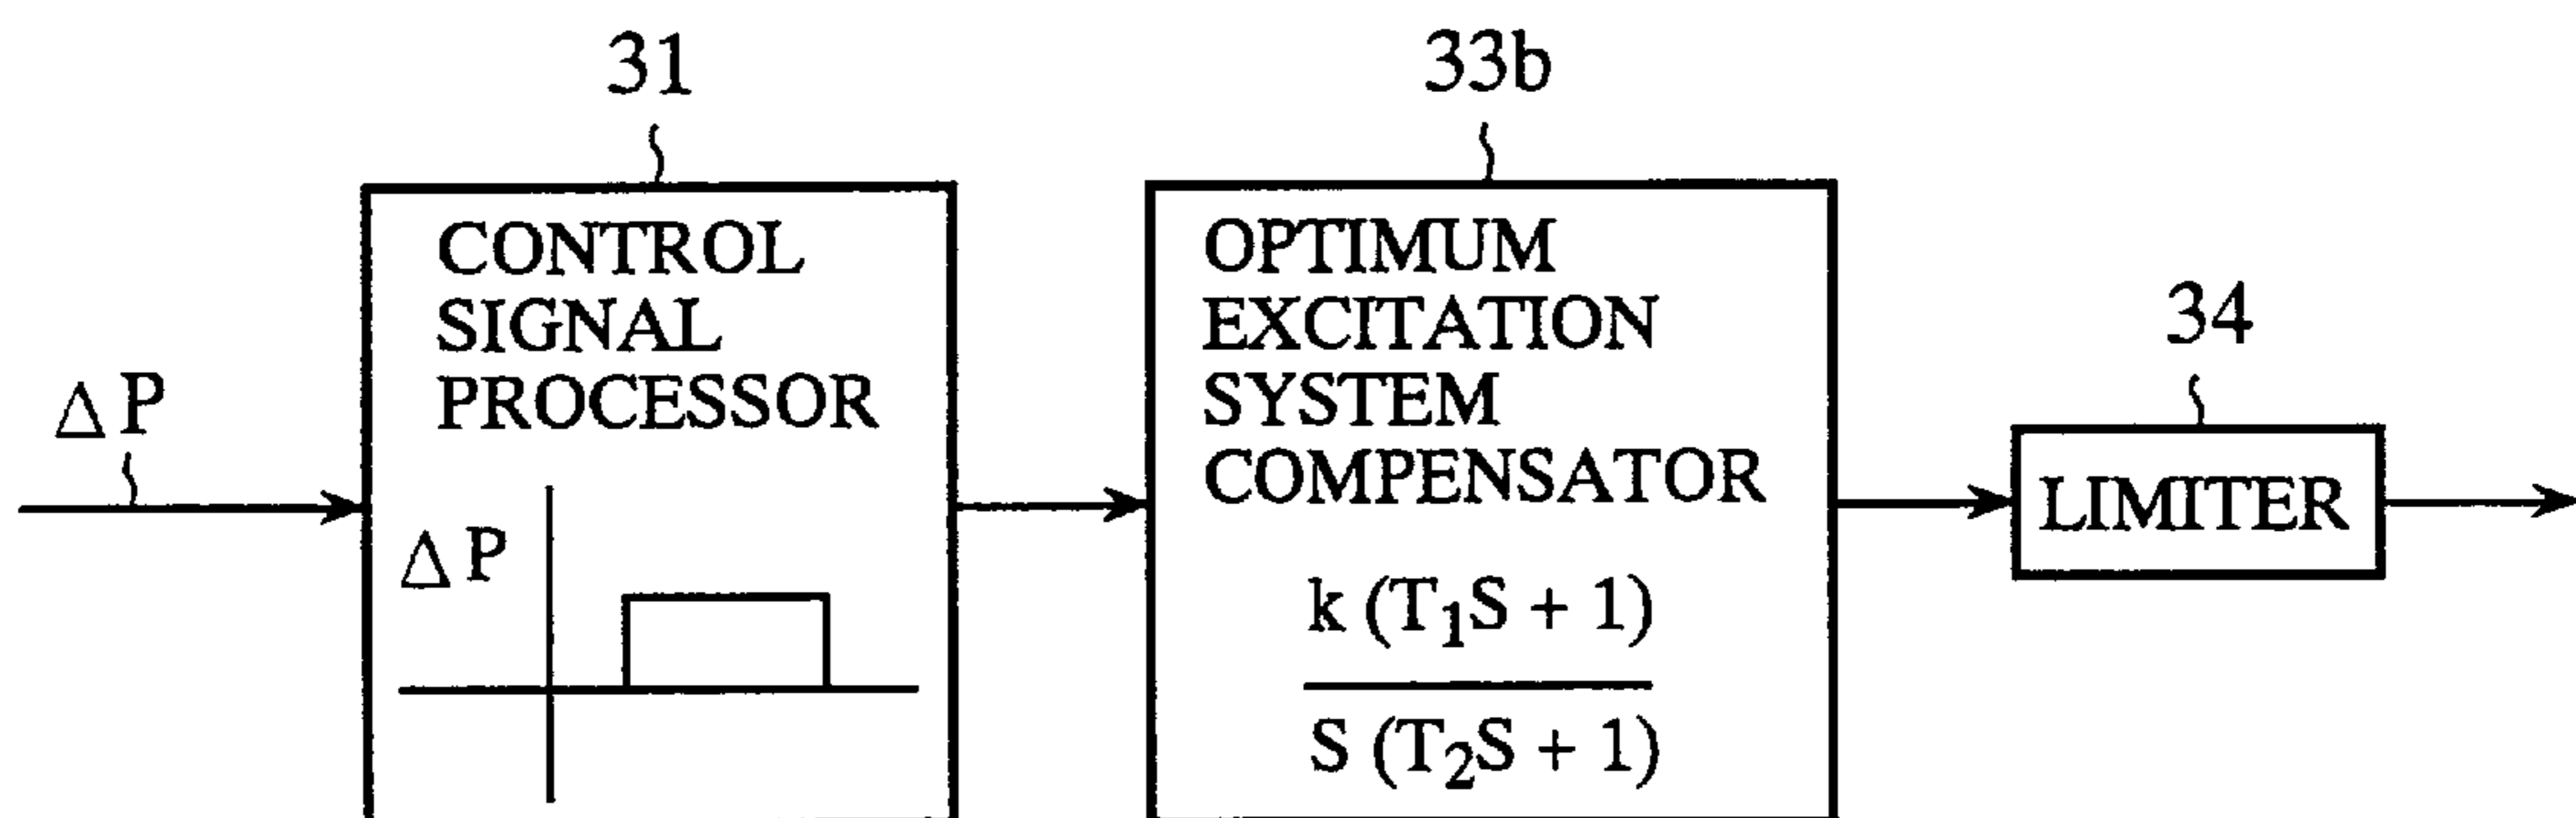 31
33b
34
ΔP
CONTROL
SIGNAL
PROCESSOR
ΔP
OPTIMUM
EXCITATION
SYSTEM
COMPENSATOR
k (T₁S + 1)
S (T₂S + 1)
LIMITER